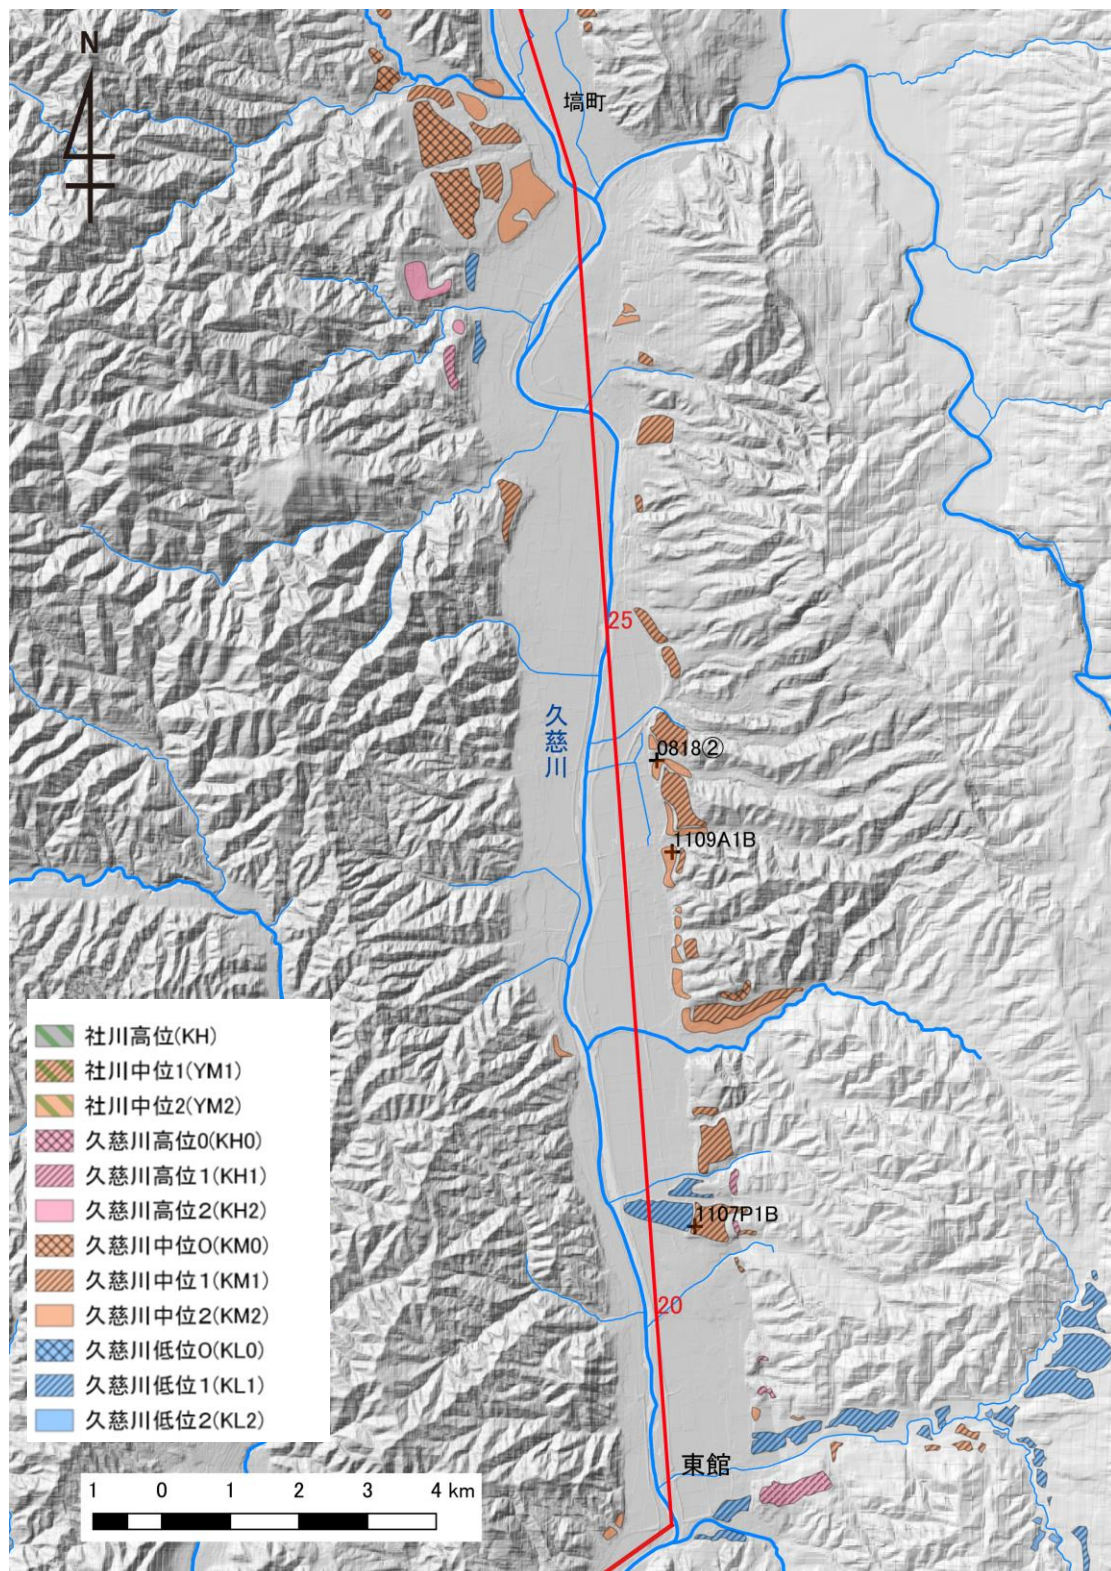 N
塙町
25
久慈川
0818②
1109A1B
1107P1B
20
東館
社川高位(KH)
社川中位1(YM1)
社川中位2(YM2)
久慈川高位0(KH0)
久慈川高位1(KH1)
久慈川高位2(KH2)
久慈川中位0(KM0)
久慈川中位1(KM1)
久慈川中位2(KM2)
久慈川低位0(KL0)
久慈川低位1(KL1)
久慈川低位2(KL2)
1 0 1 2 3 4 km